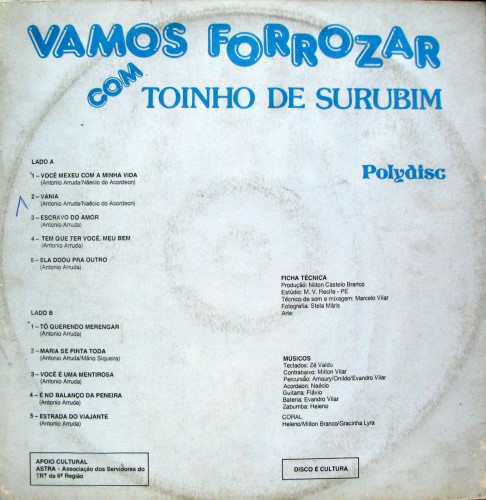 VAMOS FORROZAR
COM
TOINHO DE SURUBIM
Polydisc
LADO A
1 – VOCÊ MEXEU COM A MINHA VIDA
(Antonio Arruda/Naécio do Acordeon)
2 – VANIA
(Antonio Arruda/Naécio do Acordeon)
3 – ESCRAVO DO AMOR
(Antonio Arruda)
4 – TEM QUE TER VOCÊ, MEU BEM
(Antonio Arruda)
5 – ELA DODU PRA OUTRO
(Antonio Arruda)
LADO B
1 – TÔ QUERENDO MERENGAR
(Antonio Arruda)
2 – MARIA SE PINTA TODA
(Antonio Arruda/Mário Siqueira)
3 – VOCÊ É UMA MENTIROSA
(Antonio Arruda)
4 – É NO BALANÇO DA PENEIRA
(Antonio Arruda)
5 – ESTRADA DO VIAJANTE
(Antonio Arruda)
FICHA TÉCNICA
Produção: Nilton Castelo Branco
Estúdio: M. V. Recife - PE
Técnico de som e mixagem: Marcelo Vilar
Fotografia: Stela Máris
Arte:
MÚSICOS
Teclados: Zé Valdo
Contrabaixo: Milton Vilar
Percursão: Amaury/Onildo/Evandro Vilar
Acordeon: Naécio
Guitarra: Flávio
Bateria: Evandro Vilar
Zabumba: Heleno
CORAL
Heleno/Milton Branco/Gracinha Lyra
APOIO CULTURAL
ASTRA - Associação dos Servidores do
TRT da 6ª Região
DISCO É CULTURA